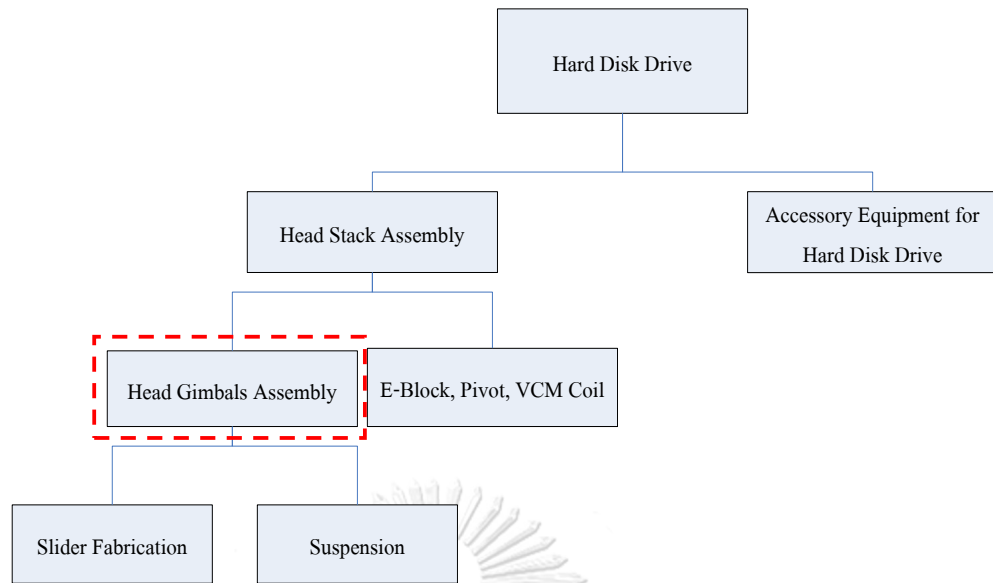 Hard Disk Drive
Head Stack Assembly
Accessory Equipment for
Hard Disk Drive
Head Gimbals Assembly
E-Block, Pivot, VCM Coil
Slider Fabrication
Suspension